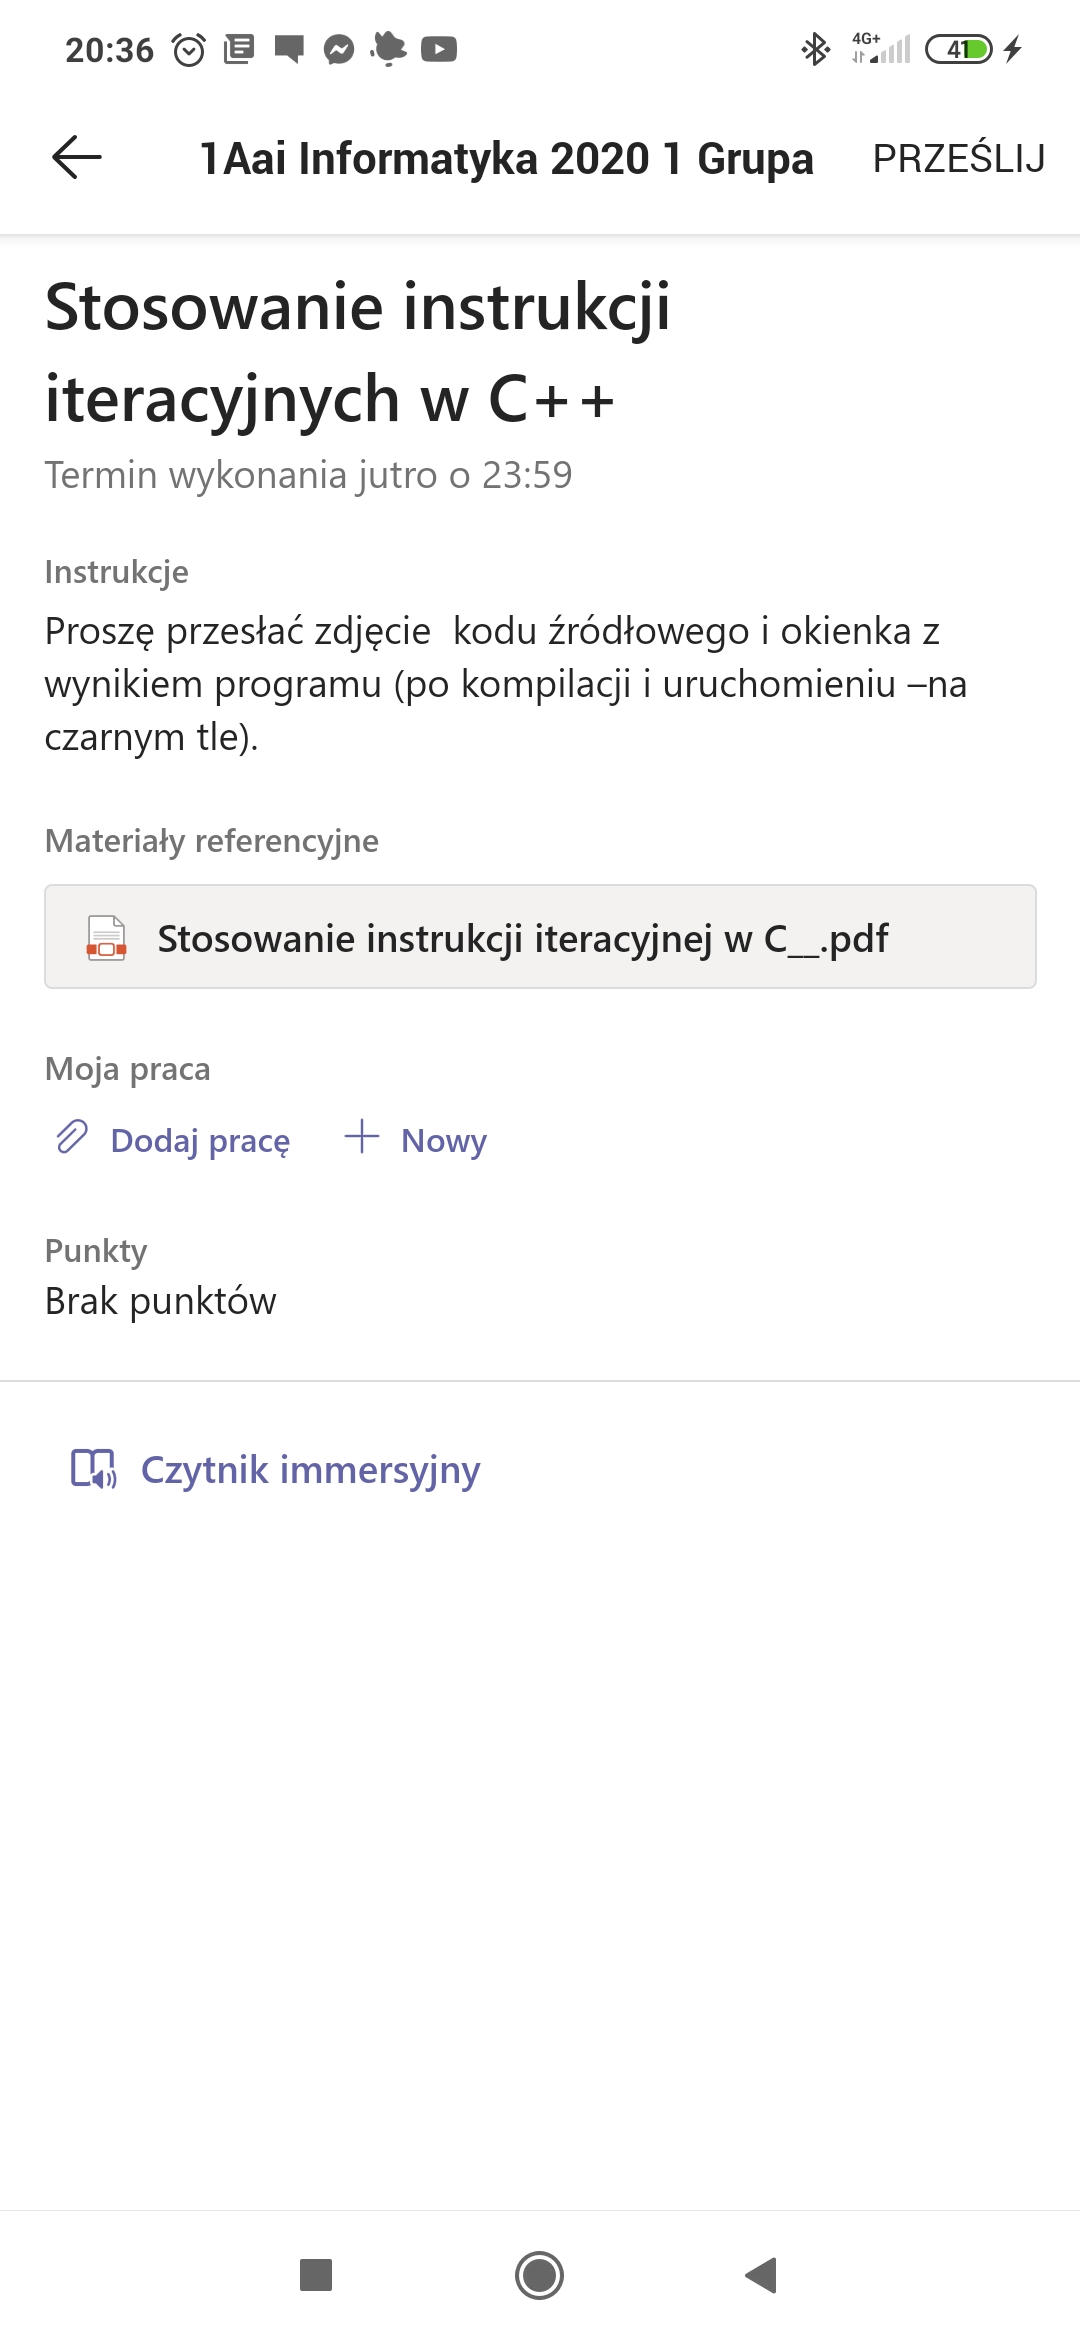 20:36
4G+
41
1Aai Informatyka 2020 1 Grupa
PRZEŚLIJ
Stosowanie instrukcji
iteracyjnych w C++
Termin wykonania jutro o 23:59
Instrukcje
Proszę przesłać zdjęcie  kodu źródłowego i okienka z
wynikiem programu (po kompilacji i uruchomieniu –na
czarnym tle).
Materiały referencyjne
Stosowanie instrukcji iteracyjnej w C__.pdf
Moja praca
Dodaj pracę
Nowy
Punkty
Brak punktów
Czytnik immersyjny